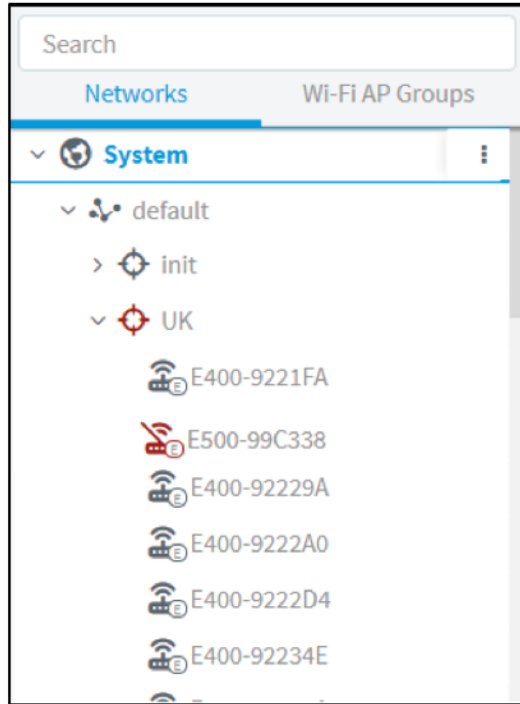 Search
Networks Wi-Fi AP Groups
System
default
init
UK
E E400-9221FA
E E500-99C338
E E400-92229A
E E400-9222A0
E E400-9222D4
E E400-92234E